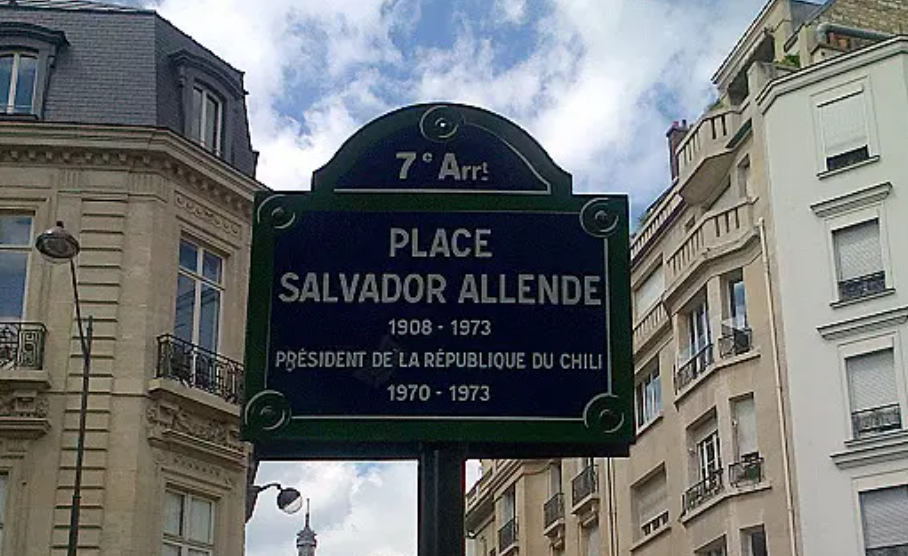 7e Arrt
PLACE
SALVADOR ALLENDE
1908 - 1973
PRÉSIDENT DE LA RÉPUBLIQUE DU CHILI
1970 - 1973